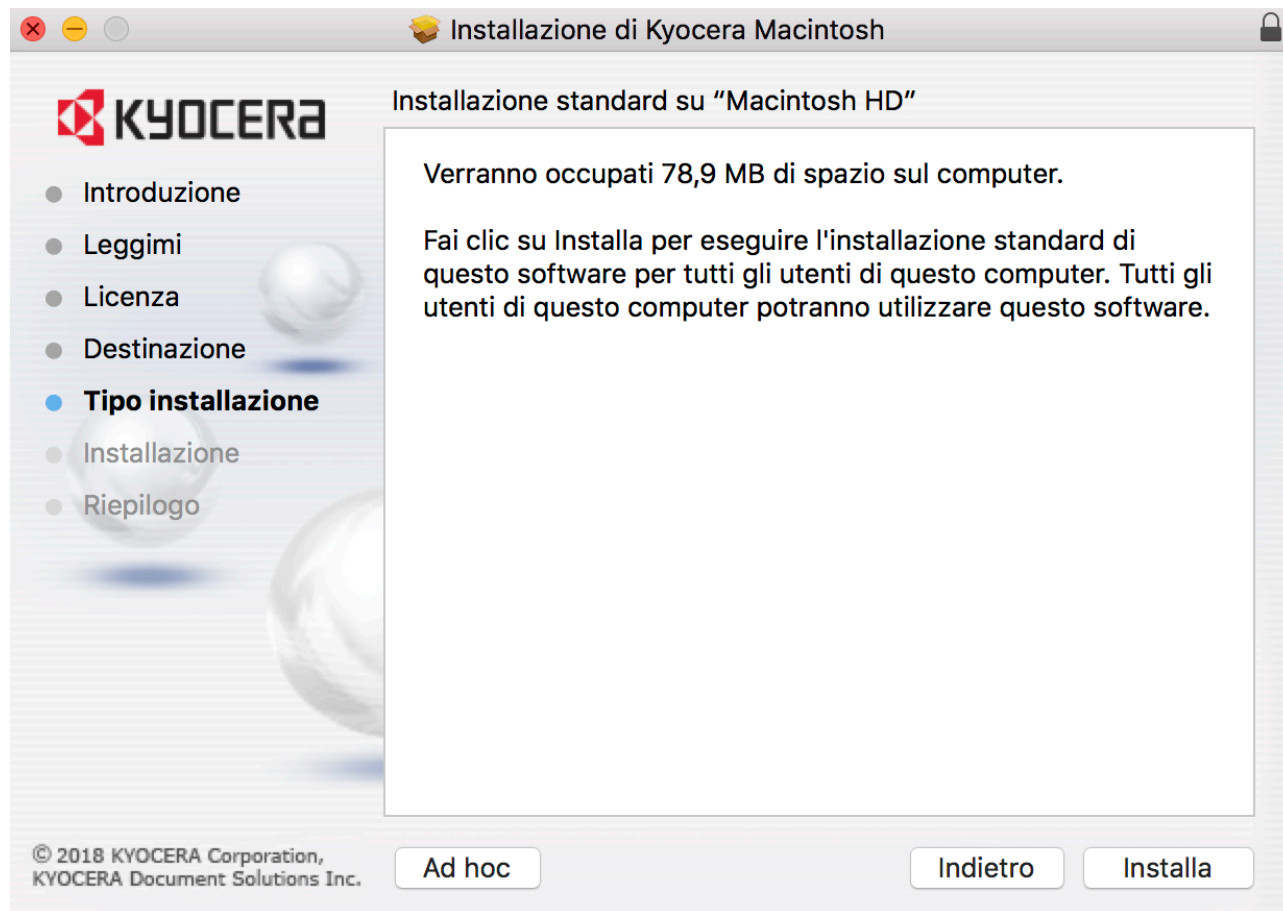 Installazione di Kyocera Macintosh
KYOCERA
Installazione standard su “Macintosh HD”
Introduzione
Leggimi
Licenza
Destinazione
Tipo installazione
Installazione
Riepilogo
Verranno occupati 78,9 MB di spazio sul computer.
Fai clic su Installa per eseguire l'installazione standard di
questo software per tutti gli utenti di questo computer. Tutti gli
utenti di questo computer potranno utilizzare questo software.
© 2018 KYOCERA Corporation,
KYOCERA Document Solutions Inc.
Ad hoc
Indietro
Installa